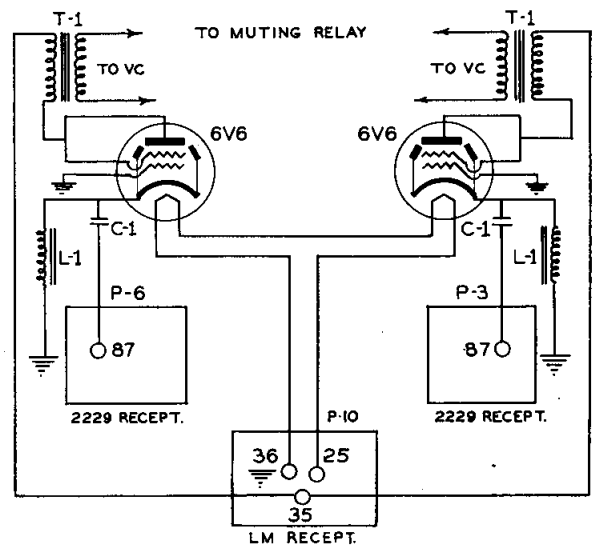 T-1
TO MUTING RELAY
T-1
TO VC
TO VC
6V6
6V6
C-1
C-1
L-1
L-1
P-6
P-3
87
87
2229 RECEPT.
2229 RECEPT.
P-10
36
25
35
LM RECEPT.